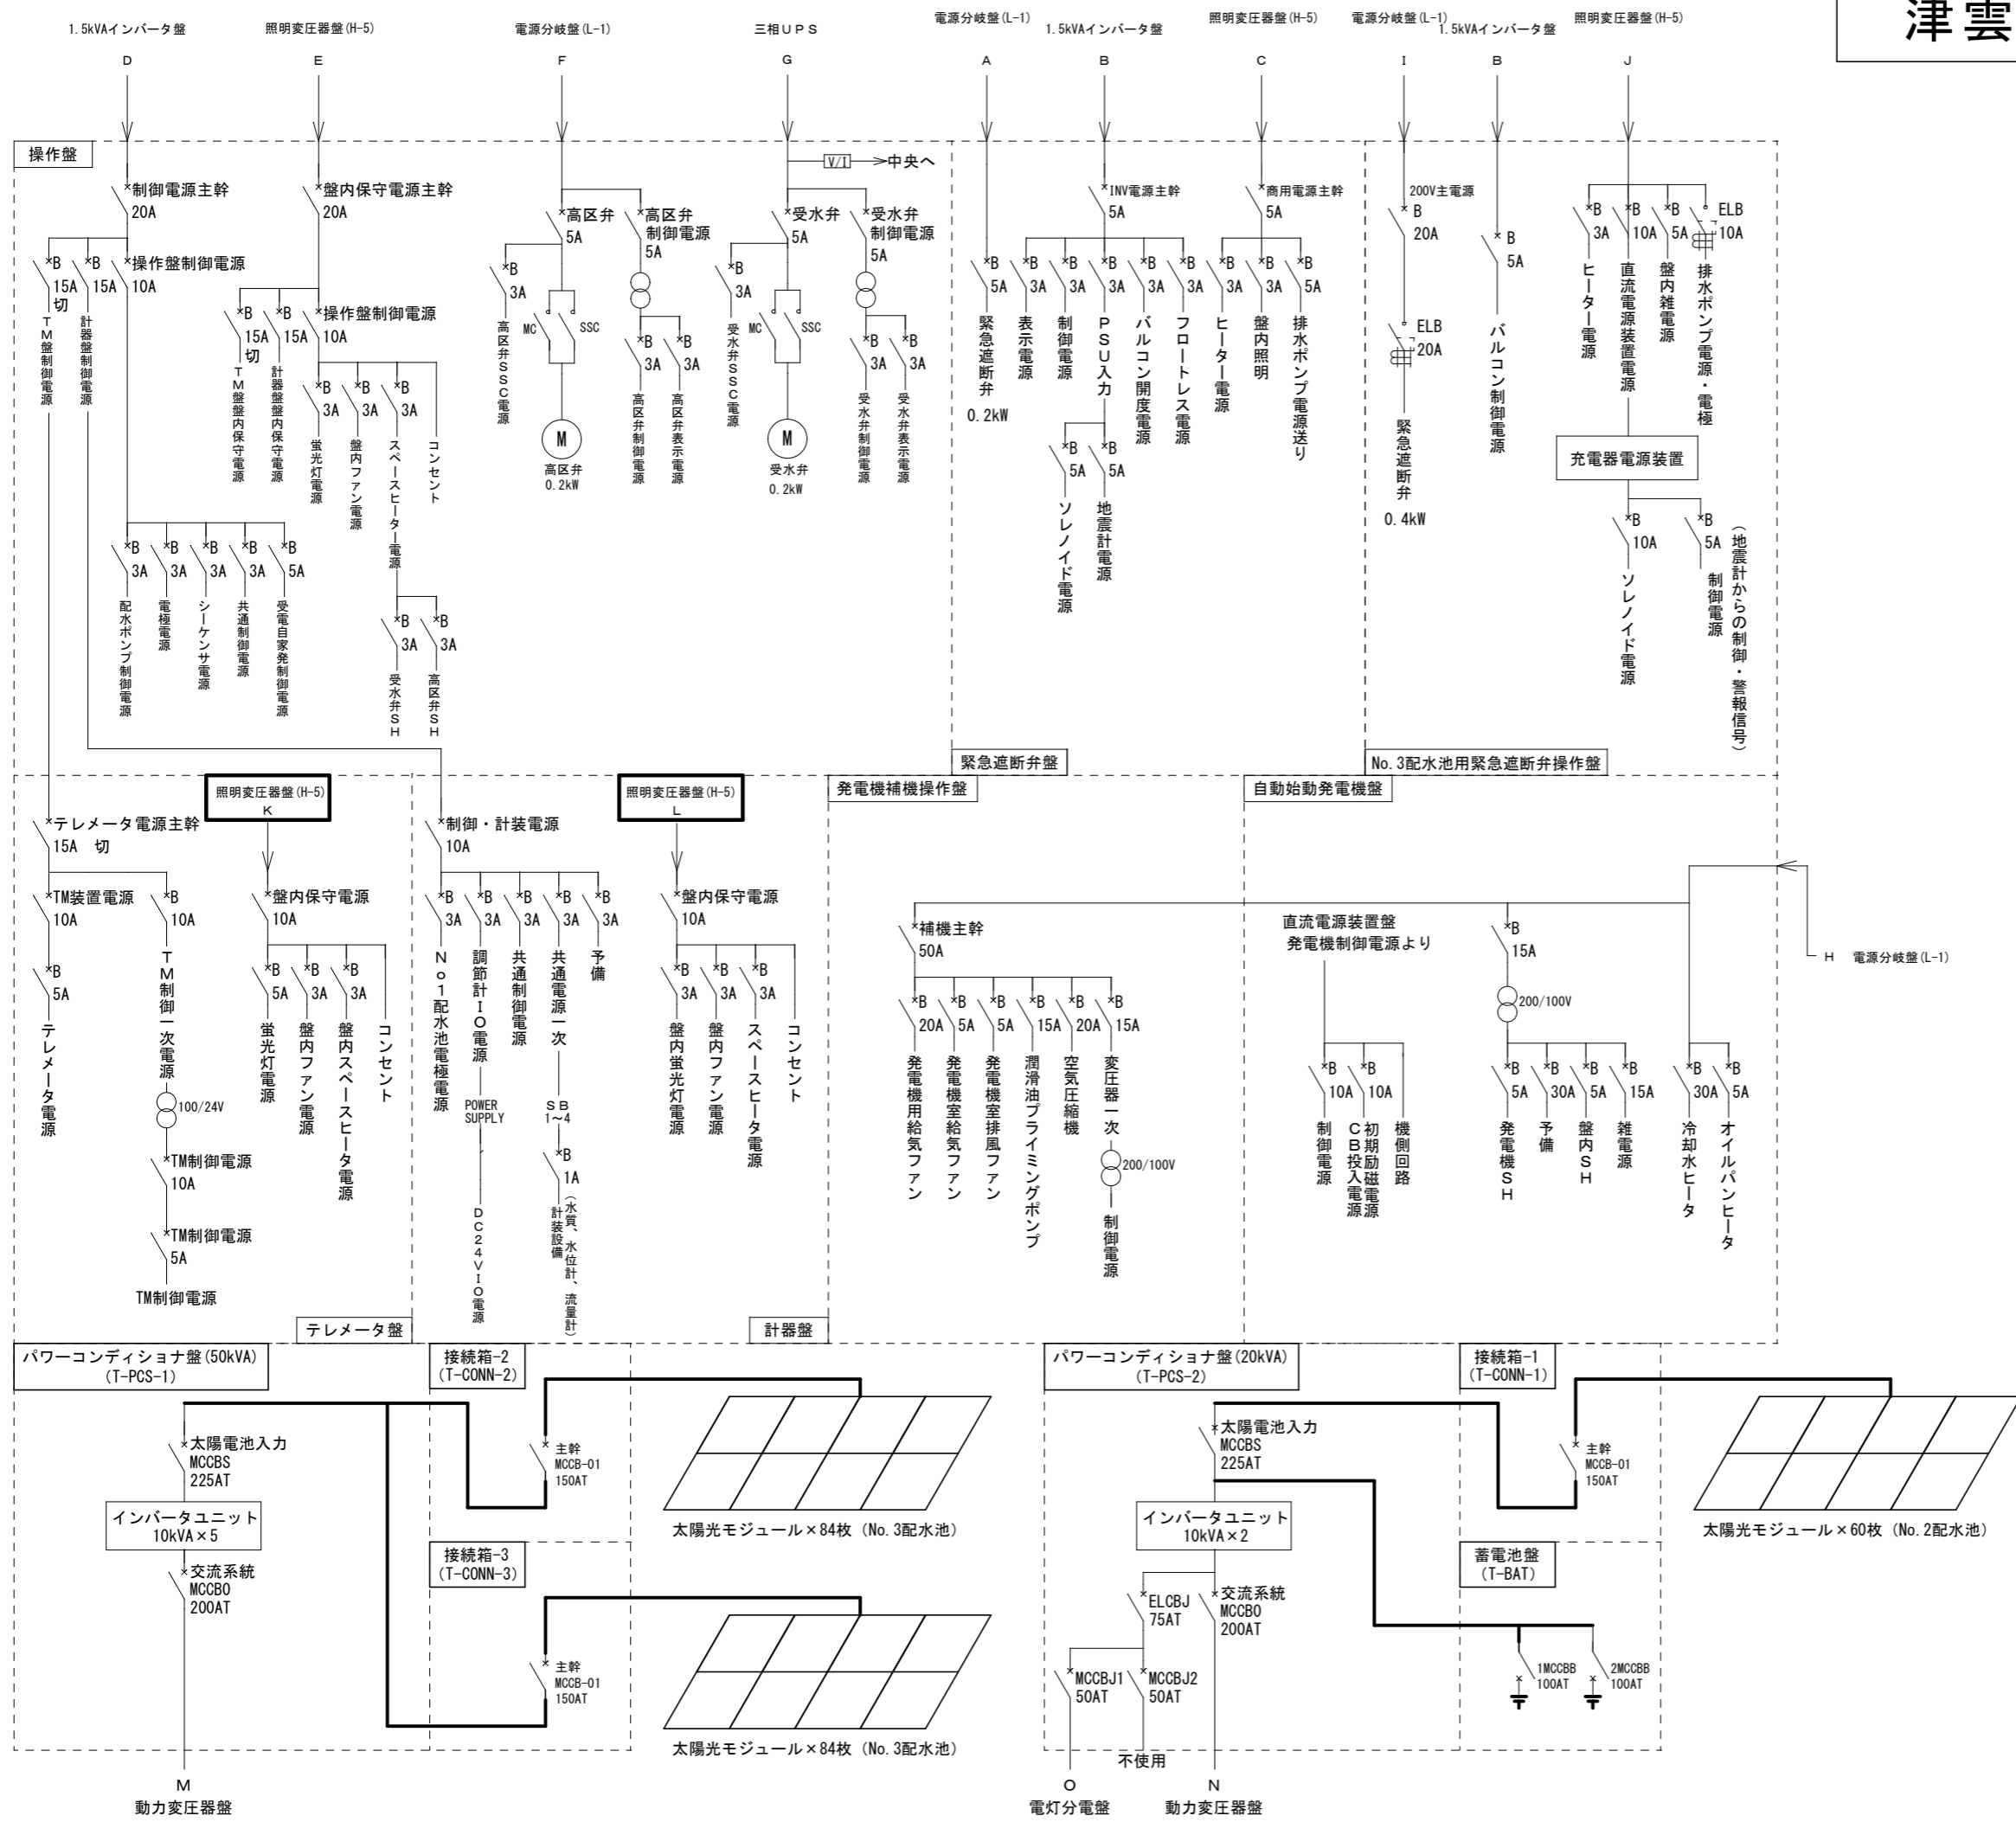 津雲
1.5kVAインバータ盤
D
照明変圧器盤(H-5)
E
電源分岐盤(L-1)
F
三相UPS
G
電源分岐盤(L-1)
A
1.5kVAインバータ盤
B
照明変圧器盤(H-5)
C
電源分岐盤(L-1)
I
1.5kVAインバータ盤
B
照明変圧器盤(H-5)
J
操作盤
制御電源主幹
20A
B
15A
切
TM盤制御電源
B
15A
計器盤制御電源
操作盤制御電源
10A
B
3A
配水ポンプ制御電源
B
3A
電極電源
B
3A
シーケンサ電源
B
3A
共通制御電源
B
5A
受電自家発制御電源
盤内保守電源主幹
20A
B
15A
切
TM盤盤内保守電源
B
15A
計器盤盤内保守電源
操作盤制御電源
10A
B
3A
蛍光灯電源
B
3A
盤内ファン電源
B
3A
スペースヒーター電源
コンセント
B
3A
受水弁SH
B
3A
高区弁SH
高区弁
5A
B
3A
高区弁SSC電源
MC
SSC
M
高区弁
0.2kW
高区弁
制御電源
5A
B
3A
高区弁制御電源
B
3A
高区弁表示電源
V/I
中央へ
受水弁
5A
B
3A
受水弁SSC電源
MC
SSC
M
受水弁
0.2kW
受水弁
制御電源
5A
B
3A
受水弁制御電源
B
3A
受水弁表示電源
B
5A
緊急遮断弁
0.2kW
INV電源主幹
5A
B
3A
表示電源
B
3A
制御電源
B
3A
PSU入力
B
3A
バルコン開度電源
B
3A
フロートレス電源
B
5A
ソレノイド電源
B
5A
地震計電源
商用電源主幹
5A
B
3A
ヒーター電源
B
3A
盤内照明
B
5A
排水ポンプ電源送り
緊急遮断弁盤
200V主電源
B
20A
ELB
20A
緊急遮断弁
0.4kW
B
5A
バルコン制御電源
B
3A
ヒーター電源
B
10A
直流電源装置電源
B
5A
盤内雑電源
ELB
10A
排水ポンプ電源・電極
充電器電源装置
B
10A
ソレノイド電源
B
5A
制御電源
(地震計からの制御・警報信号)
No.3配水池用緊急遮断弁操作盤
テレメータ電源主幹
15A 切
TM装置電源
10A
B
5A
テレメータ電源
B
10A
TM制御一次電源
100/24V
TM制御電源
10A
TM制御電源
5A
TM制御電源
照明変圧器盤(H-5)
K
盤内保守電源
10A
B
5A
蛍光灯電源
B
3A
盤内ファン電源
B
3A
盤内スペースヒータ電源
コンセント
テレメータ盤
制御・計装電源
10A
B
3A
No1配水池電極電源
B
3A
調節計IO電源
POWER
SUPPLY
DC24VIO電源
B
3A
共通制御電源
B
3A
共通電源一次
SB
1~4
B
1A
計装設備
(水質、水位計、流量計)
B
3A
予備
照明変圧器盤(H-5)
L
盤内保守電源
10A
B
3A
盤内蛍光灯電源
B
3A
盤内ファン電源
B
3A
スペースヒータ電源
コンセント
計器盤
発電機補機操作盤
補機主幹
50A
B
20A
発電機用給気ファン
B
5A
発電機室給気ファン
B
5A
発電機室排風ファン
B
15A
潤滑油プライミングポンプ
B
20A
空気圧縮機
B
15A
変圧器一次
200/100V
制御電源
自動始動発電機盤
直流電源装置盤
発電機制御電源より
B
10A
制御電源
B
10A
初期励磁電源
CB投入電源
機側回路
B
15A
200/100V
B
5A
発電機SH
B
30A
予備
B
5A
盤内SH
B
15A
雑電源
B
30A
冷却水ヒータ
B
5A
オイルパンヒータ
H 電源分岐盤(L-1)
パワーコンディショナ盤(50kVA)
(T-PCS-1)
太陽電池入力
MCCBS
225AT
インバータユニット
10kVA×5
交流系統
MCCBO
200AT
M
動力変圧器盤
接続箱-2
(T-CONN-2)
主幹
MCCB-01
150AT
太陽光モジュール×84枚(No.3配水池)
接続箱-3
(T-CONN-3)
主幹
MCCB-01
150AT
太陽光モジュール×84枚(No.3配水池)
パワーコンディショナ盤(20kVA)
(T-PCS-2)
太陽電池入力
MCCBS
225AT
インバータユニット
10kVA×2
ELCBJ
75AT
交流系統
MCCBO
200AT
MCCBJ1
50AT
MCCBJ2
50AT
不使用
O
電灯分電盤
N
動力変圧器盤
接続箱-1
(T-CONN-1)
主幹
MCCB-01
150AT
太陽光モジュール×60枚(No.2配水池)
蓄電池盤
(T-BAT)
1MCCBB
100AT
2MCCBB
100AT